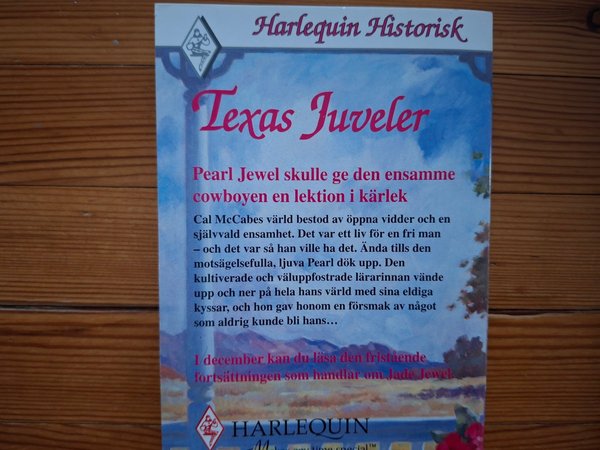 Harlequin Historisk
Texas Juveler
Pearl Jewel skulle ge den ensamme
cowboyen en lektion i kärlek
Cal McCabes värld bestod av öppna vidder och en
självvald ensamhet. Det var ett liv för en fri man
– och det var så han ville ha det. Ända tills den
motsägelsefulla, ljuva Pearl dök upp. Den
kultiverade och väluppfostrade lärarinnan vände
upp och ner på hela hans värld med sina eldiga
kyssar, och hon gav honom en försmak av något
som aldrig kunde bli hans...
I december kan du läsa den fristående
fortsättningen som handlar om Jade Jewel.
HARLEQUIN
special™